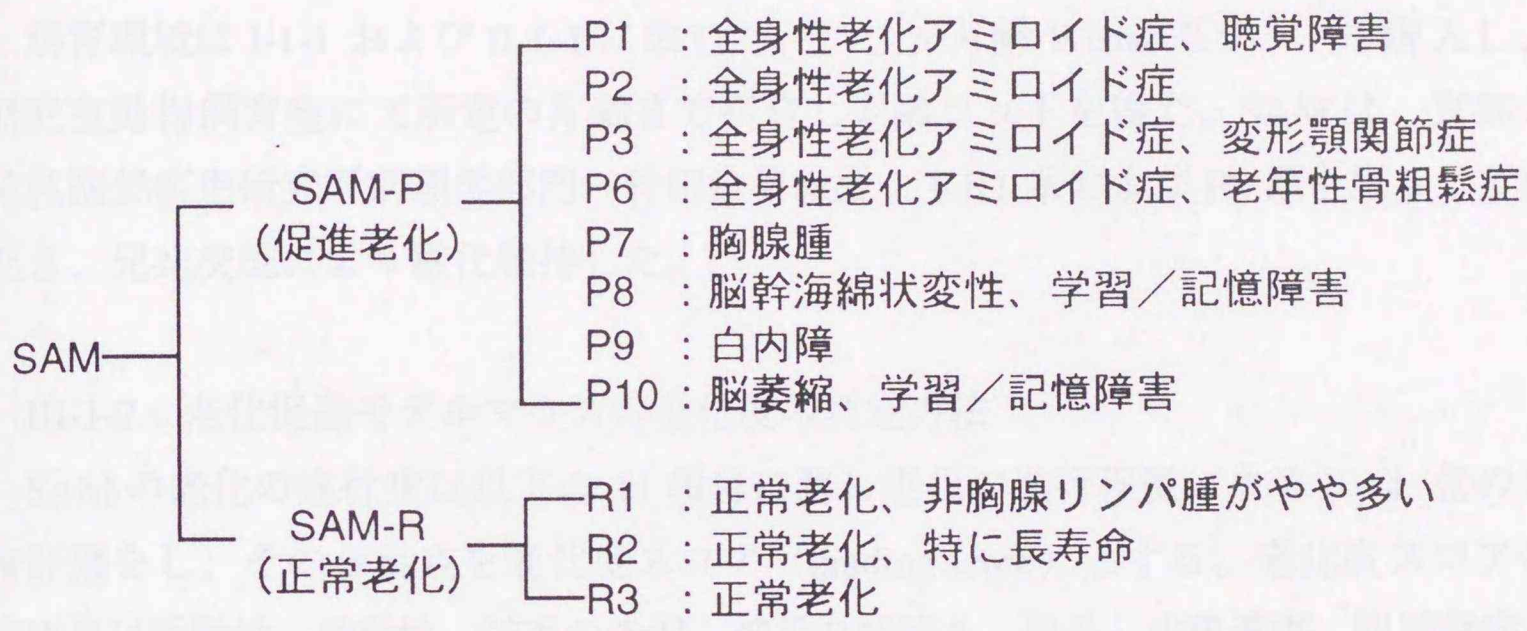 P1 ：全身性老化アミロイド症、聴覚障害
P2 ：全身性老化アミロイド症
P3 ：全身性老化アミロイド症、変形顎関節症
P6 ：全身性老化アミロイド症、老年性骨粗鬆症
P7 ：胸腺腫
P8 ：脳幹海綿状変性、学習／記憶障害
P9 ：白内障
P10：脳萎縮、学習／記憶障害
SAM-P
（促進老化）
SAM
SAM-R
（正常老化）
R1 ：正常老化、非胸腺リンパ腫がやや多い
R2 ：正常老化、特に長寿命
R3 ：正常老化